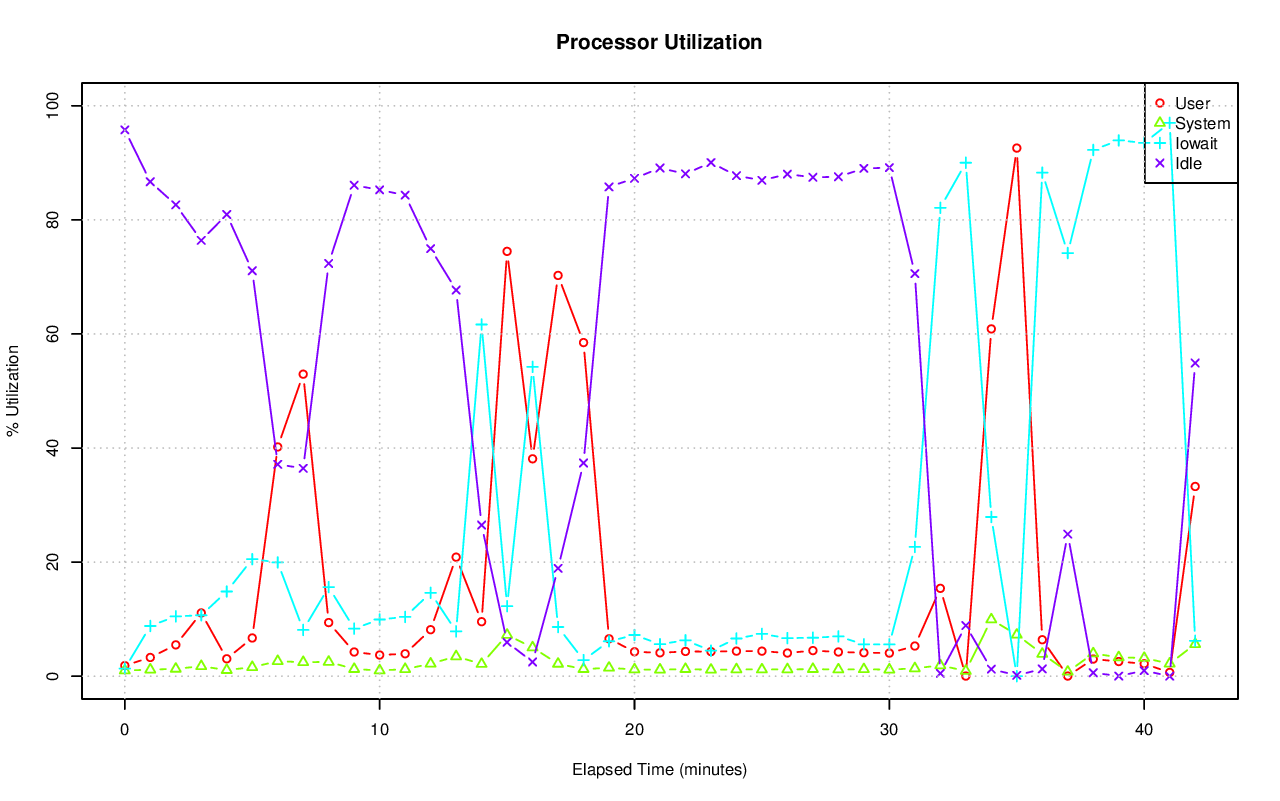 Processor Utilization
100
80
60
40
20
0
% Utilization
User
System
Iowait
Idle
0 10 20 30 40
Elapsed Time (minutes)